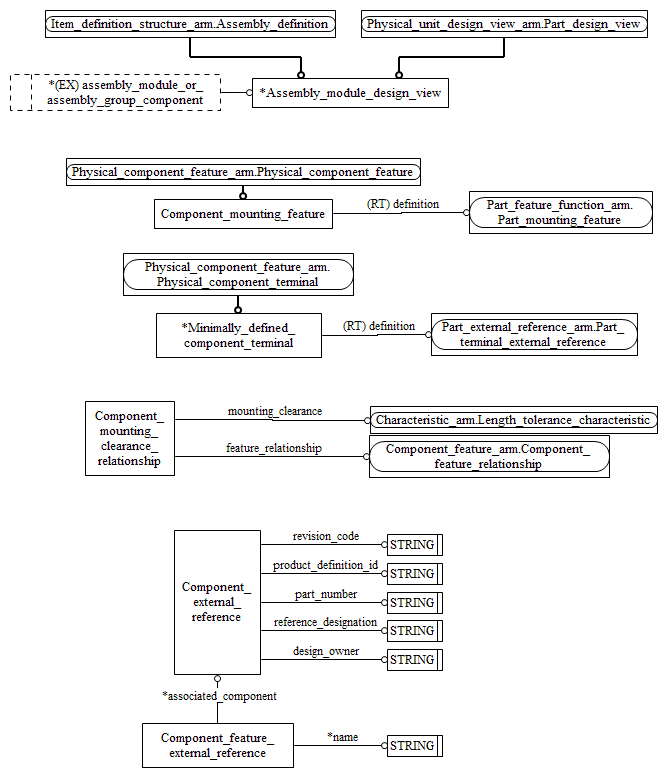 Item_definition_structure_arm.Assembly_definition
Physical_unit_design_view_arm.Part_design_view
*(EX) assembly_module_or_
assembly_group_component
*Assembly_module_design_view
Physical_component_feature_arm.Physical_component_feature
Component_mounting_feature
(RT) definition
Part_feature_function_arm.
Part_mounting_feature
Physical_component_feature_arm.
Physical_component_terminal
*Minimally_defined_
component_terminal
(RT) definition
Part_external_reference_arm.Part_
terminal_external_reference
Component_
mounting_
clearance_
relationship
mounting_clearance
Characteristic_arm.Length_tolerance_characteristic
feature_relationship
Component_feature_arm.Component_
feature_relationship
Component_
external_
reference
revision_code
STRING
product_definition_id
STRING
part_number
STRING
reference_designation
STRING
design_owner
STRING
*associated_component
Component_feature_
external_reference
*name
STRING